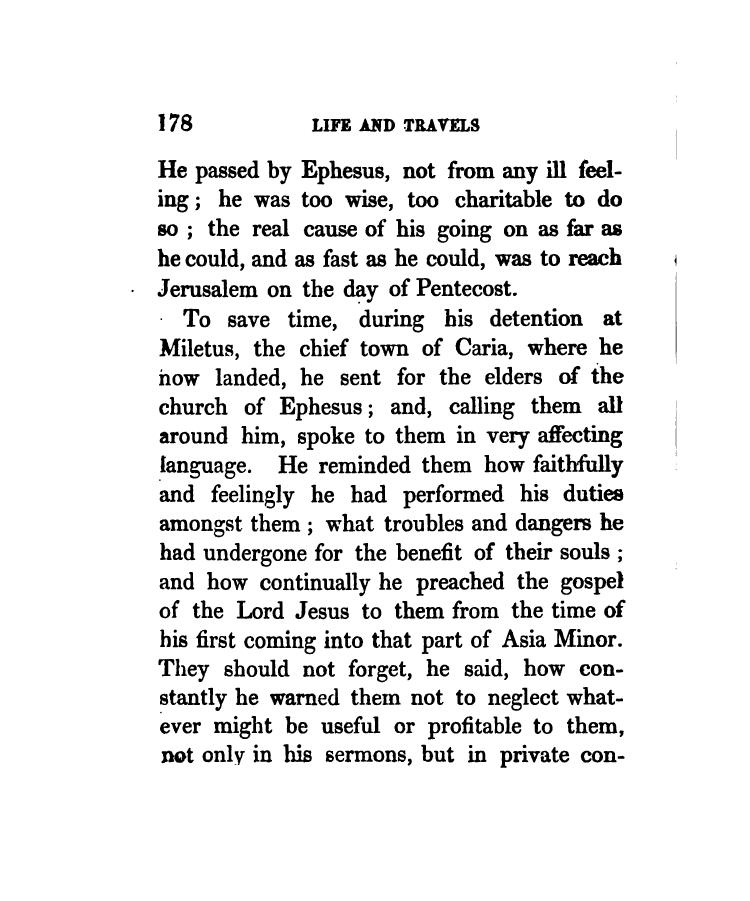 178 LIFE AND TRAVELS
He passed by Ephesus, not from any ill feel-
ing ; he was too wise, too charitable to do
so ; the real cause of his going on as far as
he could, and as fast as he could, was to reach
Jerusalem on the day of Pentecost.
To save time, during his detention at
Miletus, the chief town of Caria, where he
now landed, he sent for the elders of the
church of Ephesus ; and, calling them all
around him, spoke to them in very affecting
language. He reminded them how faithfully
and feelingly he had performed his duties
amongst them ; what troubles and dangers he
had undergone for the benefit of their souls ;
and how continually he preached the gospel
of the Lord Jesus to them from the time of
his first coming into that part of Asia Minor.
They should not forget, he said, how con-
stantly he warned them not to neglect what-
ever might be useful or profitable to them,
not only in his sermons, but in private con-